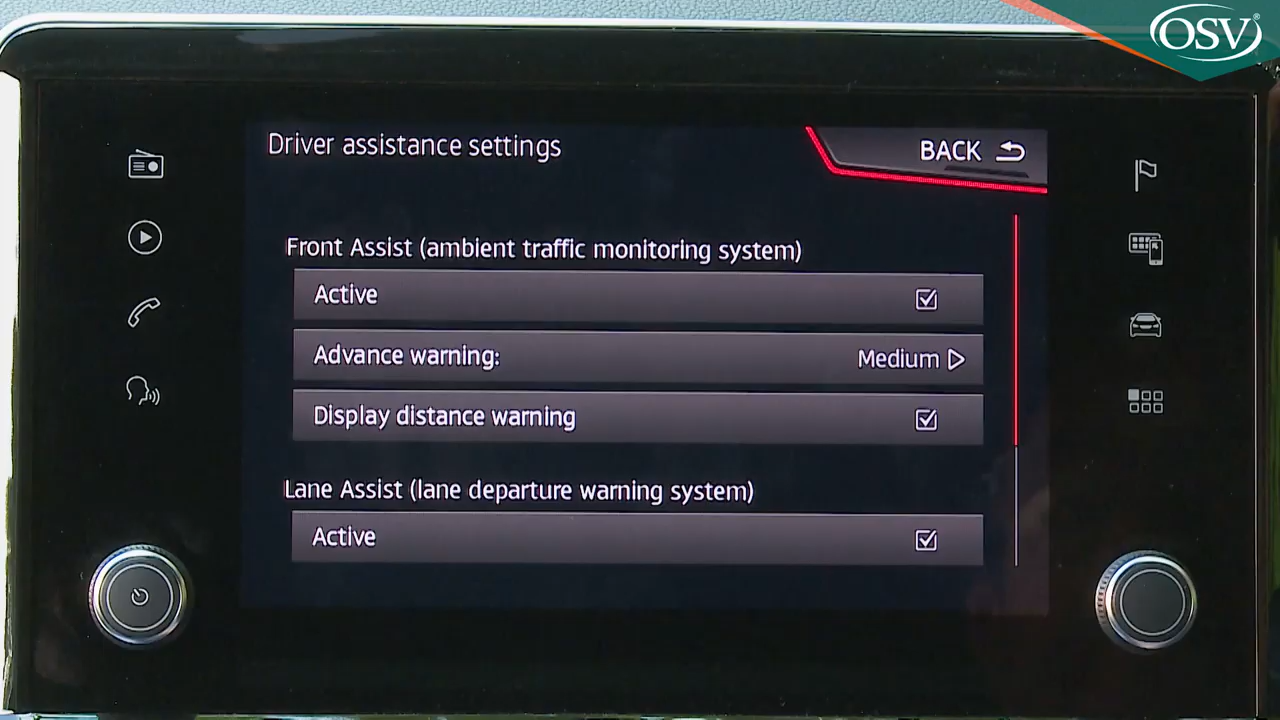 OSV®
Driver assistance settings
BACK
Front Assist (ambient traffic monitoring system)
Active
Advance warning: Medium
Display distance warning
Lane Assist (lane departure warning system)
Active